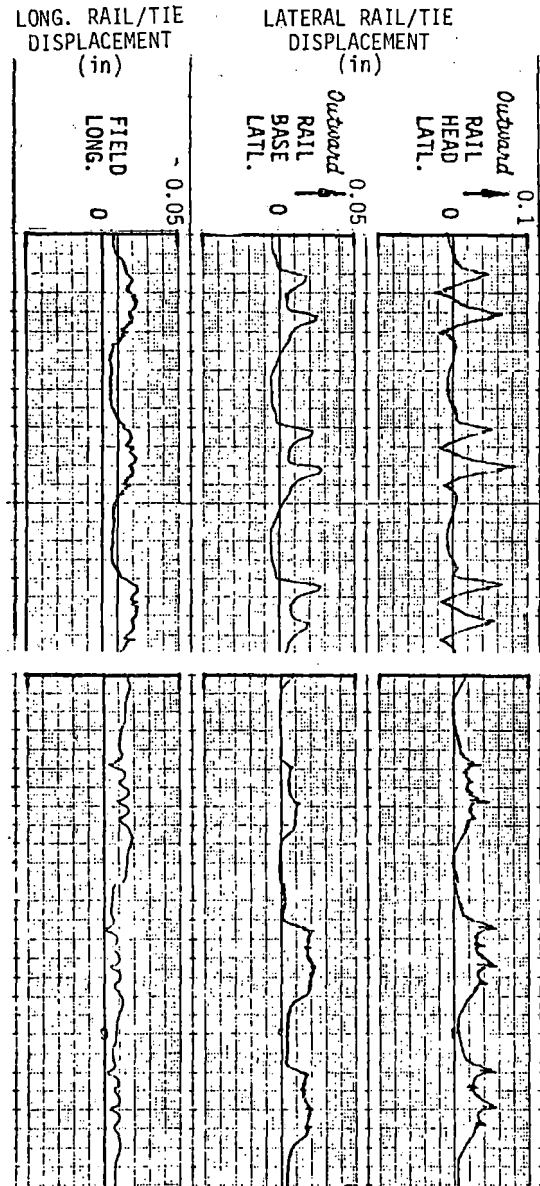 LONG. RAIL/TIE
DISPLACEMENT
(in)
LATERAL RAIL/TIE
DISPLACEMENT
(in)
FIELD
LONG.
0.05
0
Outward
RAIL
BASE
LATL.
0.05
0
Outward
RAIL
HEAD
LATL.
0.1
0